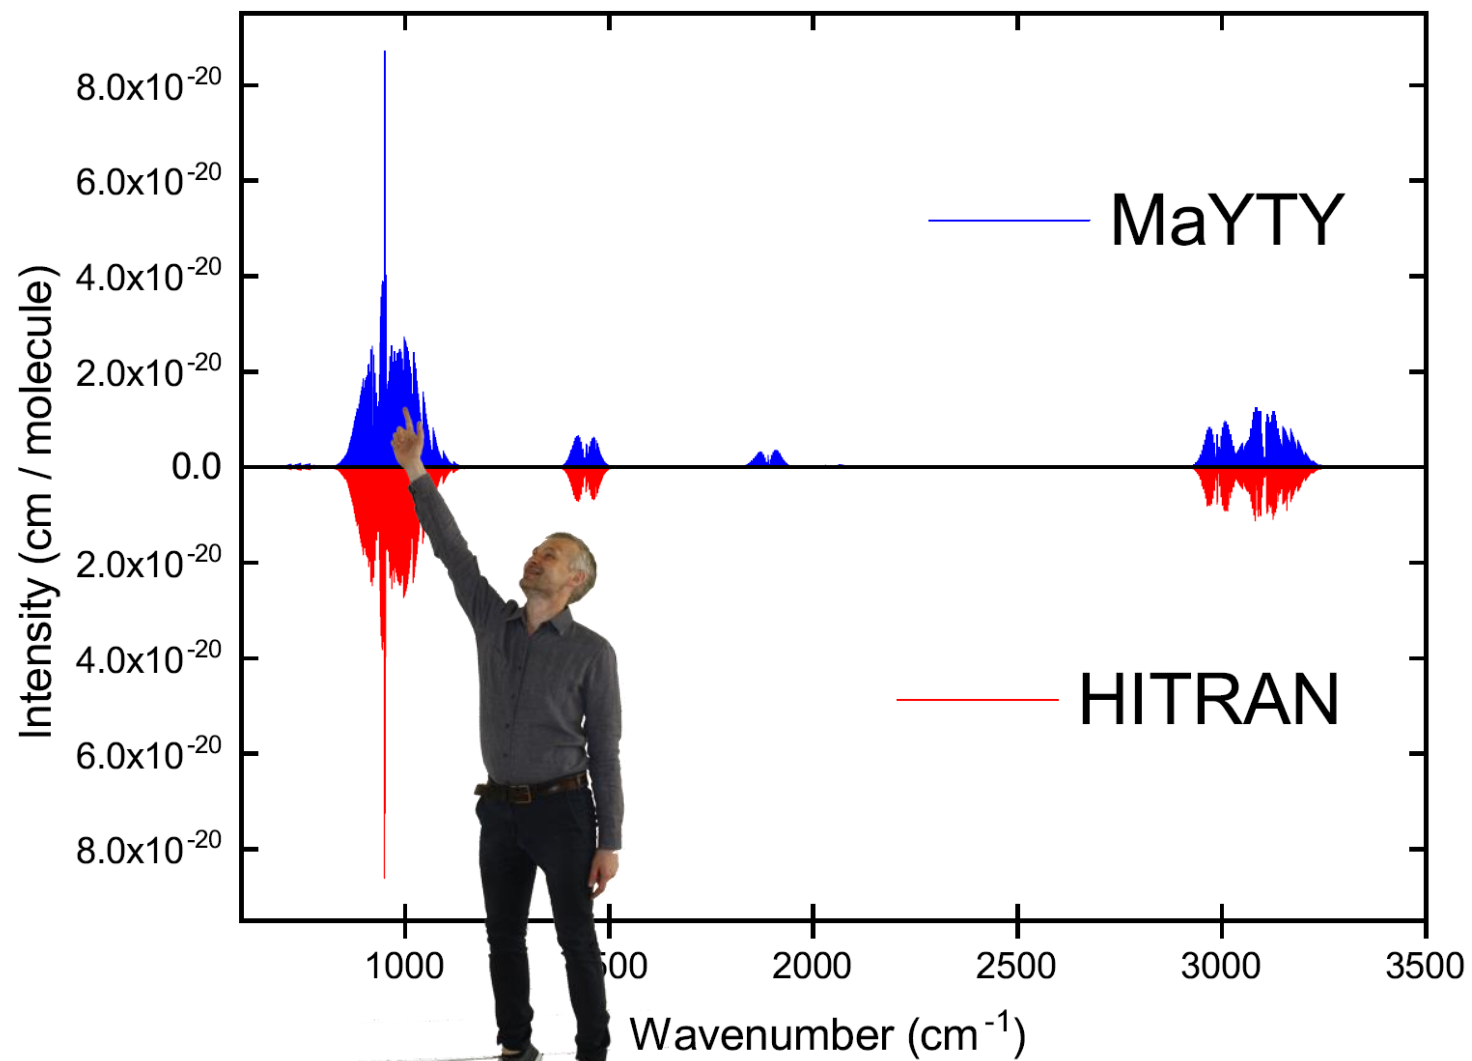 8.0x10⁻²⁰
6.0x10⁻²⁰
4.0x10⁻²⁰
2.0x10⁻²⁰
0.0
2.0x10⁻²⁰
4.0x10⁻²⁰
6.0x10⁻²⁰
8.0x10⁻²⁰
Intensity (cm / molecule)
MaYTY
HITRAN
1000 2000 2500 3000 3500
Wavenumber (cm⁻¹)